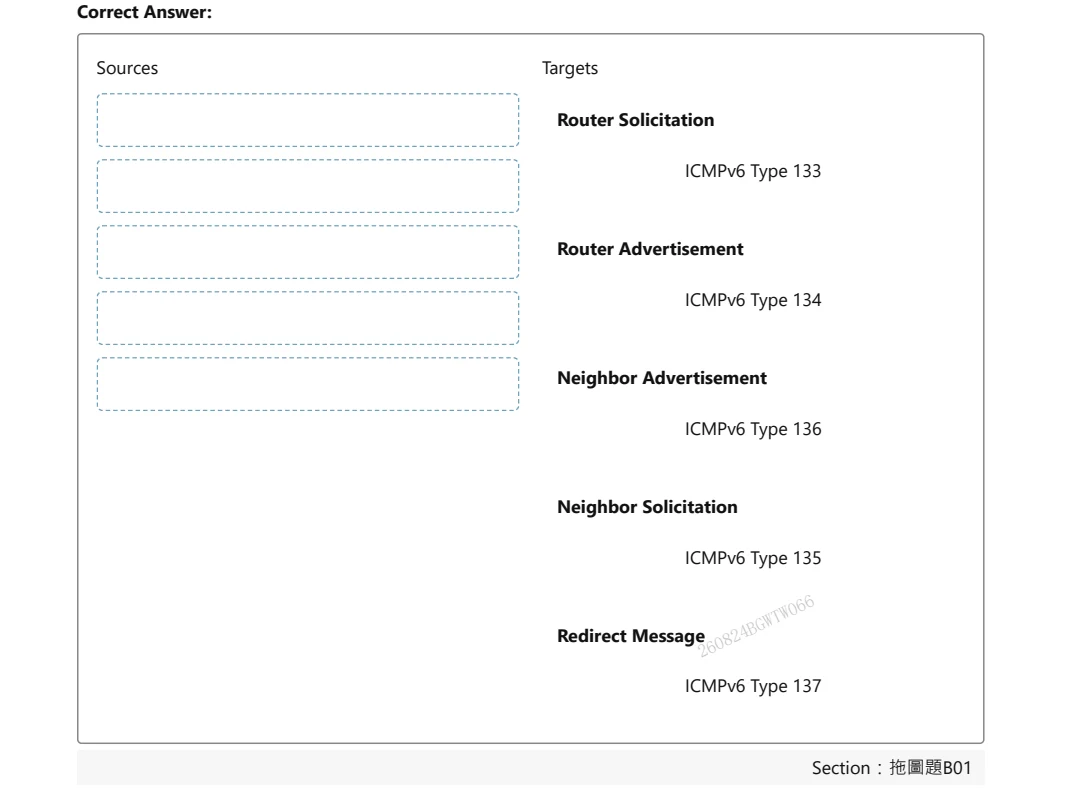 Correct Answer:
Sources
Targets
Router Solicitation
ICMPv6 Type 133
Router Advertisement
ICMPv6 Type 134
Neighbor Advertisement
ICMPv6 Type 136
Neighbor Solicitation
ICMPv6 Type 135
Redirect Message
260824BGWTW066
ICMPv6 Type 137
Section：拖圖題B01